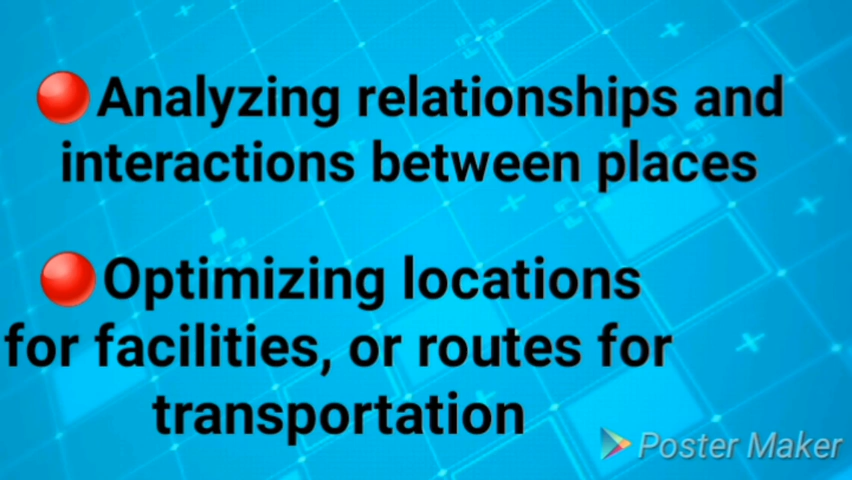 🔴Analyzing relationships and
interactions between places
🔴Optimizing locations
for facilities, or routes for
transportation
Poster Maker